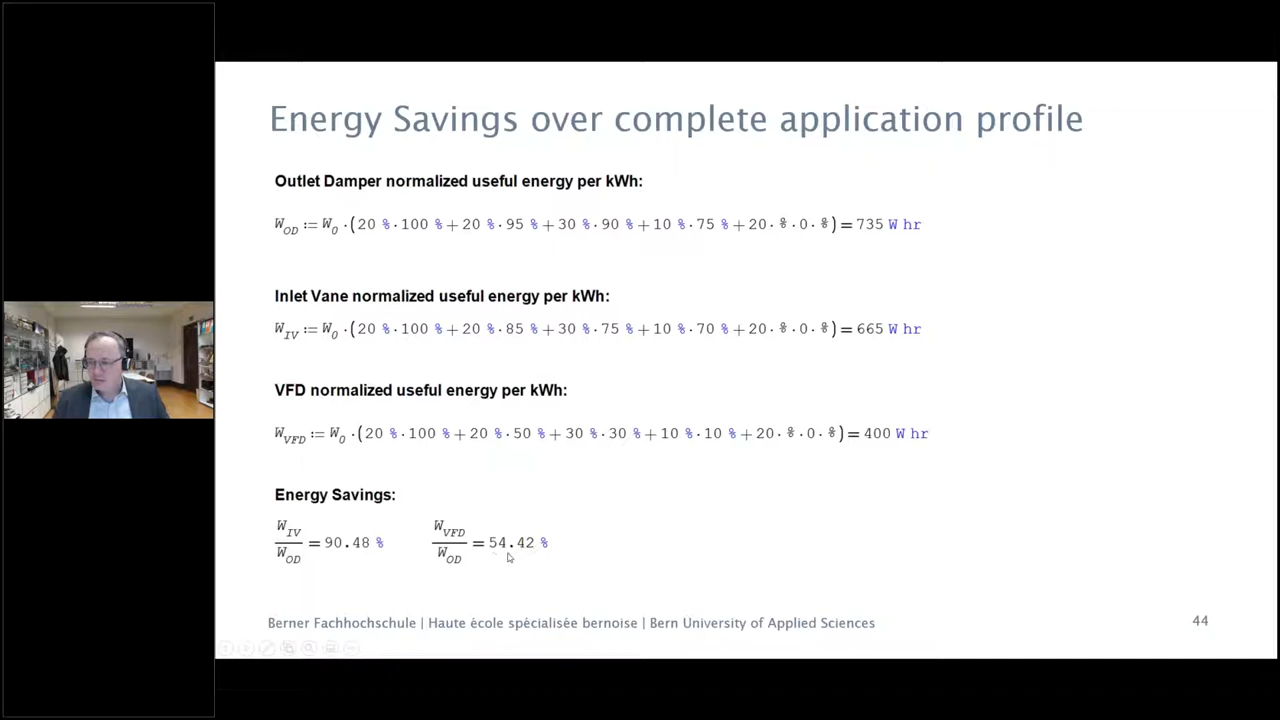 Energy Savings over complete application profile
Outlet Damper normalized useful energy per kWh:
W_OD := W_0 · (20 % · 100 % + 20 % · 95 % + 30 % · 90 % + 10 % · 75 % + 20 · % · 0 · %) = 735 W hr
Inlet Vane normalized useful energy per kWh:
W_IV := W_0 · (20 % · 100 % + 20 % · 85 % + 30 % · 75 % + 10 % · 70 % + 20 · % · 0 · %) = 665 W hr
VFD normalized useful energy per kWh:
W_VFD := W_0 · (20 % · 100 % + 20 % · 50 % + 30 % · 30 % + 10 % · 10 % + 20 · % · 0 · %) = 400 W hr
Energy Savings:
W_IV / W_OD = 90.48 %
W_VFD / W_OD = 54.42 %
Berner Fachhochschule | Haute école spécialisée bernoise | Bern University of Applied Sciences
44